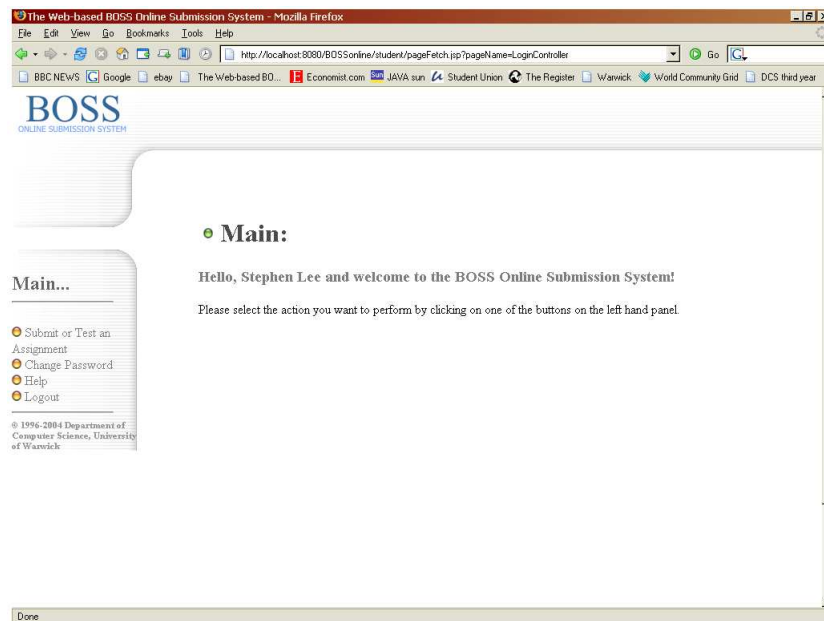 The Web-based BOSS Online Submission System - Mozilla Firefox
File Edit View Go Bookmarks Tools Help
http://localhost:8080/BOSSonline/student/pageFetch.jsp?pageName=LoginController Go G
BBC NEWS Google ebay The Web-based BO... Economist.com JAVA sun Student Union The Register Warwick World Community Grid DCS third year
BOSS
ONLINE SUBMISSION SYSTEM
Main:
Hello, Stephen Lee and welcome to the BOSS Online Submission System!
Please select the action you want to perform by clicking on one of the buttons on the left hand panel.
Main...
Submit or Test an
Assignment
Change Password
Help
Logout
© 1996-2004 Department of
Computer Science, University
of Warwick
Done